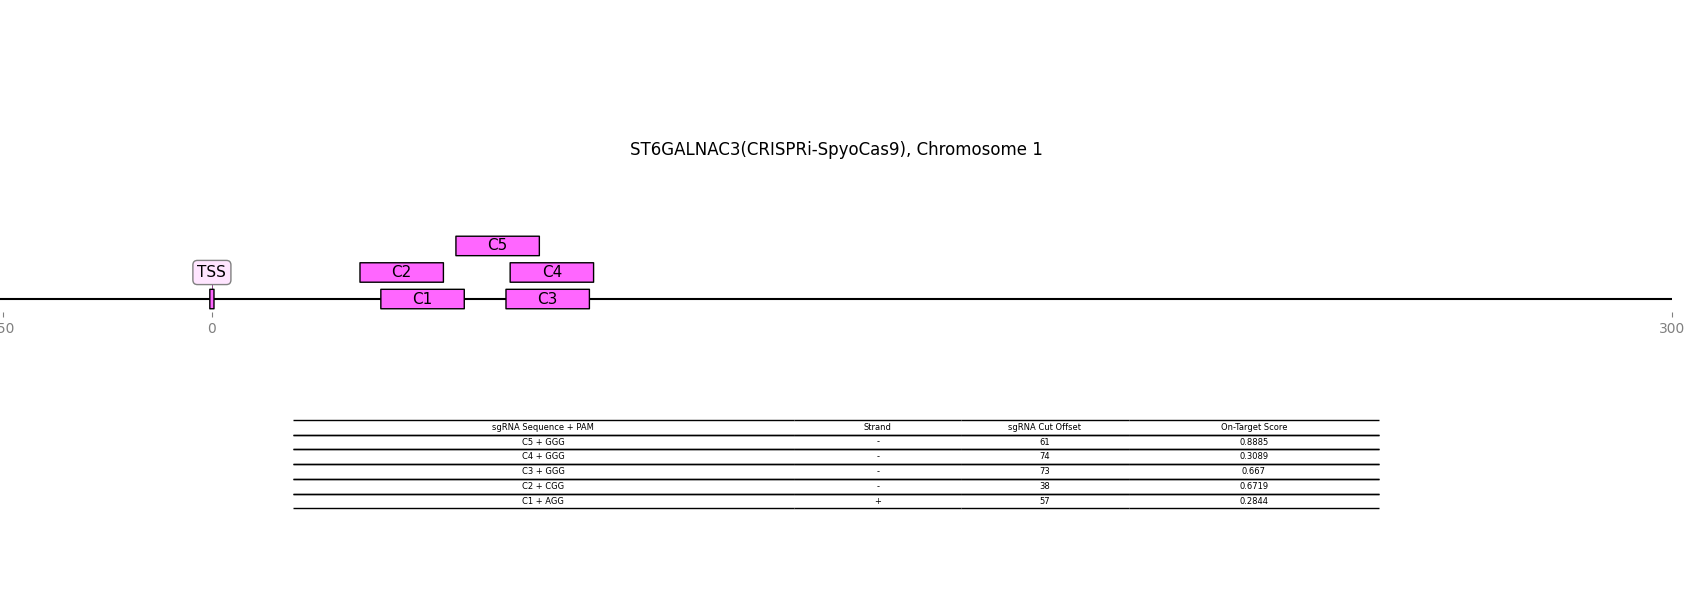 ST6GALNAC3(CRISPRi-SpyoCas9), Chromosome 1
C5
TSS C2 C4
C1 C3
50 0 300
sgRNA Sequence + PAM Strand sgRNA Cut Offset On-Target Score
C5 + GGG - 61 0.8885
C4 + GGG - 74 0.3089
C3 + GGG - 73 0.667
C2 + CGG - 38 0.6719
C1 + AGG + 57 0.2844